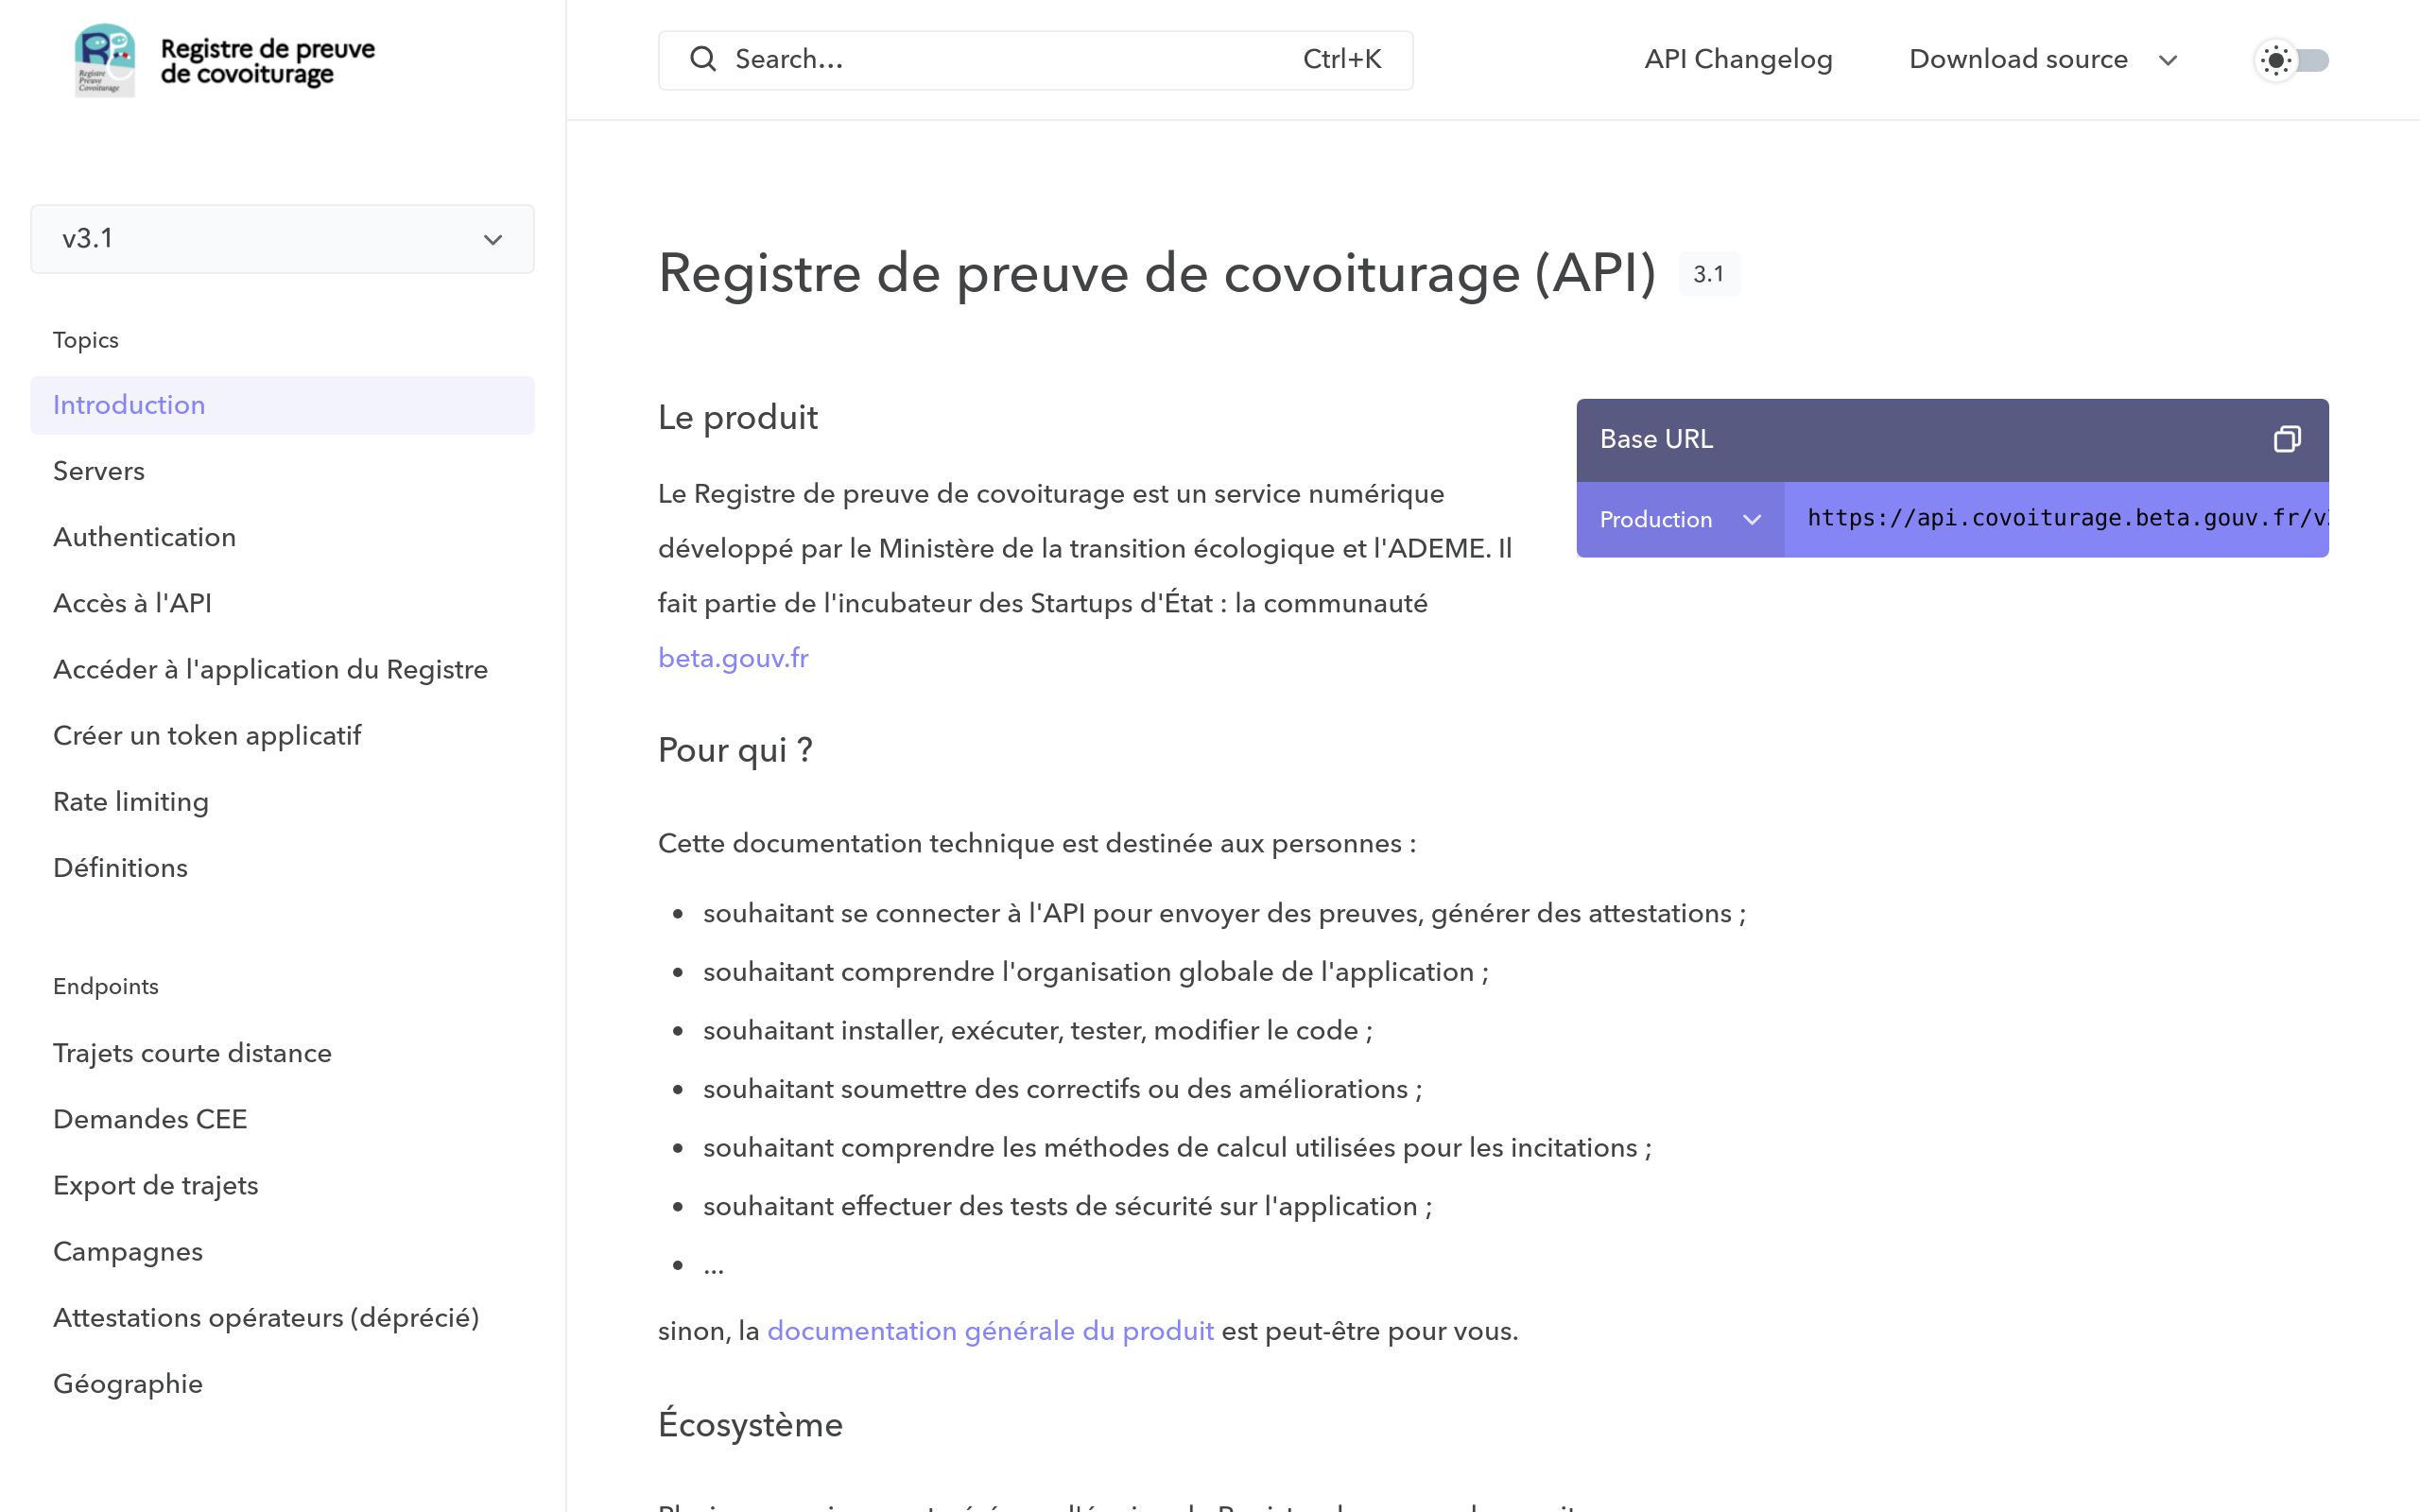 Registre de preuve
de covoiturage
Registre
Preuve
Covoiturage
Search...
Ctrl+K
API Changelog
Download source
v3.1
Topics
Introduction
Servers
Authentication
Accès à l'API
Accéder à l'application du Registre
Créer un token applicatif
Rate limiting
Définitions
Endpoints
Trajets courte distance
Demandes CEE
Export de trajets
Campagnes
Attestations opérateurs (déprécié)
Géographie
Registre de preuve de covoiturage (API) 3.1
Le produit
Le Registre de preuve de covoiturage est un service numérique
développé par le Ministère de la transition écologique et l'ADEME. Il
fait partie de l'incubateur des Startups d'État : la communauté
beta.gouv.fr
Base URL
Production
https://api.covoiturage.beta.gouv.fr/v
Pour qui ?
Cette documentation technique est destinée aux personnes :
• souhaitant se connecter à l'API pour envoyer des preuves, générer des attestations ;
• souhaitant comprendre l'organisation globale de l'application ;
• souhaitant installer, exécuter, tester, modifier le code ;
• souhaitant soumettre des correctifs ou des améliorations ;
• souhaitant comprendre les méthodes de calcul utilisées pour les incitations ;
• souhaitant effectuer des tests de sécurité sur l'application ;
• ...
sinon, la documentation générale du produit est peut-être pour vous.
Écosystème